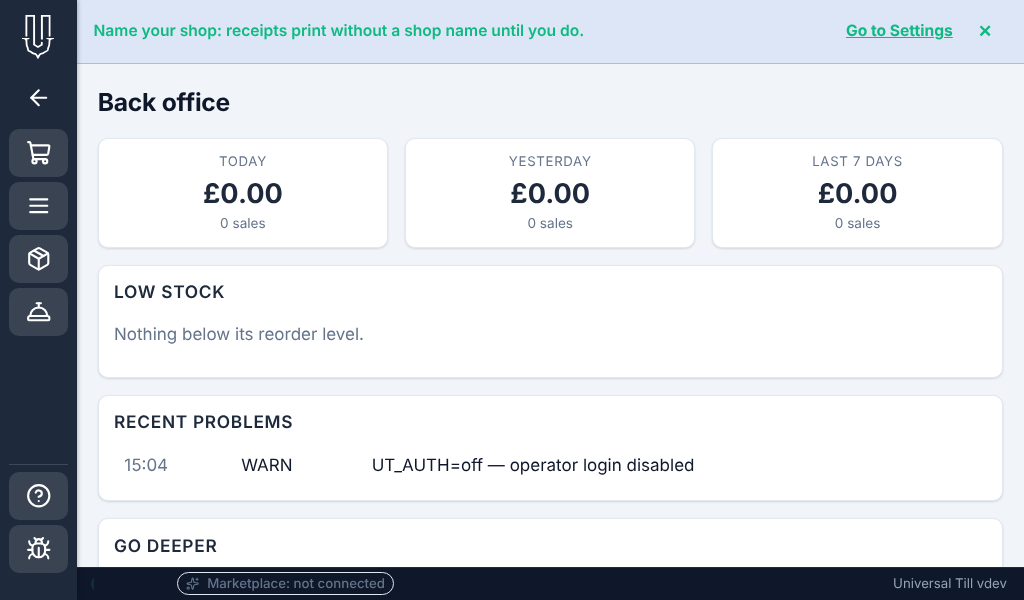 Name your shop: receipts print without a shop name until you do.
Go to Settings ×
Back office
TODAY
£0.00
0 sales
YESTERDAY
£0.00
0 sales
LAST 7 DAYS
£0.00
0 sales
LOW STOCK
Nothing below its reorder level.
RECENT PROBLEMS
15:04 WARN UT_AUTH=off — operator login disabled
GO DEEPER
Marketplace: not connected
Universal Till vdev